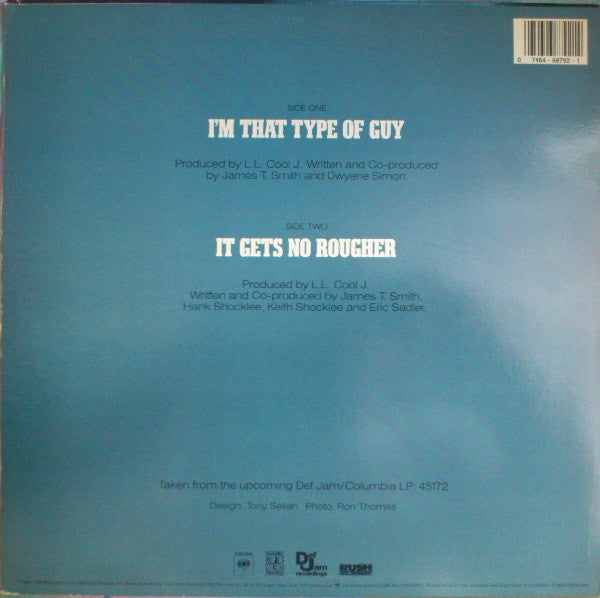 0 7464-68792-1
SIDE ONE
I'M THAT TYPE OF GUY
Produced by L.L. Cool J. Written and Co-produced
by James T. Smith and Dwyane Simon.
SIDE TWO
IT GETS NO ROUGHER
Produced by L.L. Cool J.
Written and Co-produced by James T. Smith,
Hank Shocklee, Keith Shocklee and Eric Sadler.
Taken from the upcoming Def Jam/Columbia LP: 45172
Design: Tony Sellari Photo: Ron Thomas
Def
Jam
recordings
RUSH